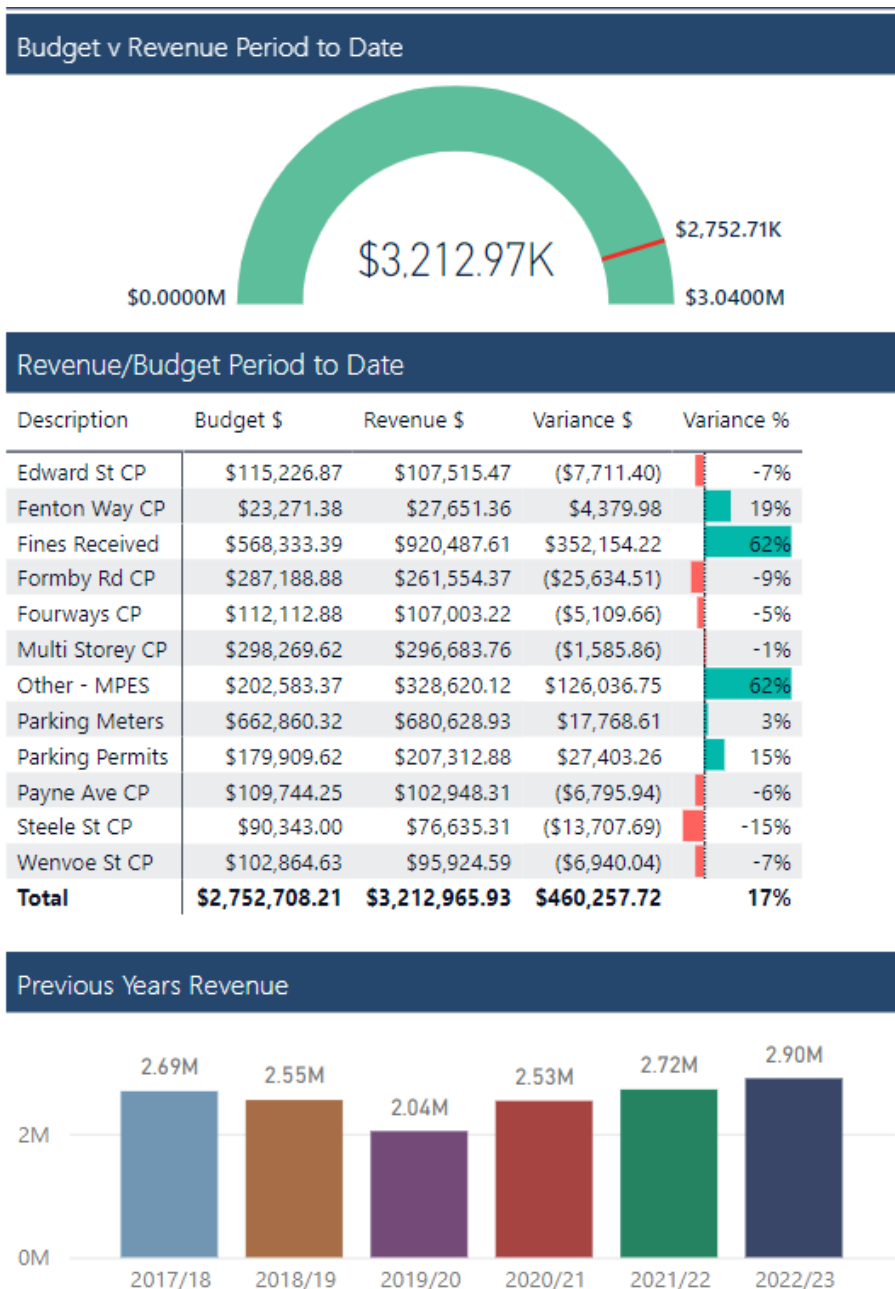 Budget v Revenue Period to Date
$2,752.71K
$3,212.97K
$0.0000M $3.0400M
Revenue/Budget Period to Date
Description Budget $ Revenue $ Variance $ Variance %
Edward St CP $115,226.87 $107,515.47 ($7,711.40) -7%
Fenton Way CP $23,271.38 $27,651.36 $4,379.98 19%
Fines Received $568,333.39 $920,487.61 $352,154.22 62%
Formby Rd CP $287,188.88 $261,554.37 ($25,634.51) -9%
Fourways CP $112,112.88 $107,003.22 ($5,109.66) -5%
Multi Storey CP $298,269.62 $296,683.76 ($1,585.86) -1%
Other - MPES $202,583.37 $328,620.12 $126,036.75 62%
Parking Meters $662,860.32 $680,628.93 $17,768.61 3%
Parking Permits $179,909.62 $207,312.88 $27,403.26 15%
Payne Ave CP $109,744.25 $102,948.31 ($6,795.94) -6%
Steele St CP $90,343.00 $76,635.31 ($13,707.69) -15%
Wenvoe St CP $102,864.63 $95,924.59 ($6,940.04) -7%
Total $2,752,708.21 $3,212,965.93 $460,257.72 17%
Previous Years Revenue
2.69M 2.55M 2.04M 2.53M 2.72M 2.90M
2M
0M
2017/18 2018/19 2019/20 2020/21 2021/22 2022/23